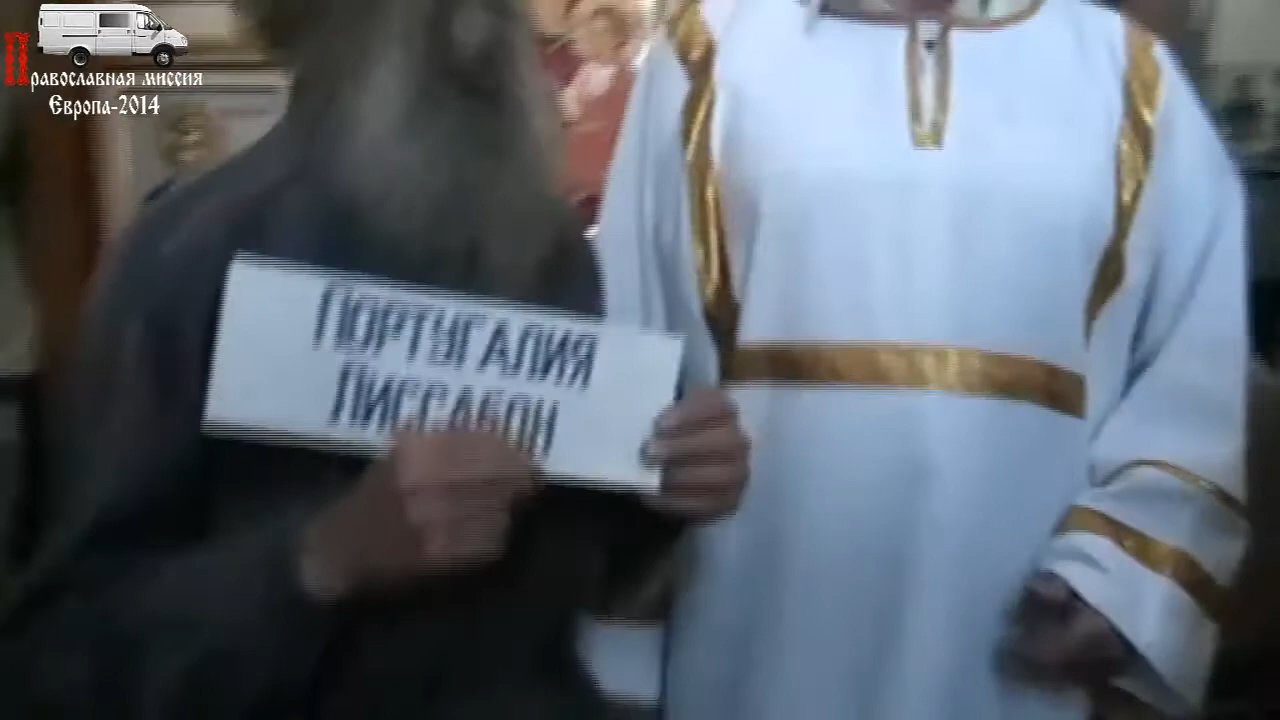 Православная миссия
Европа-2014
ПОРТУГАЛИЯ
ЛИССАБОН